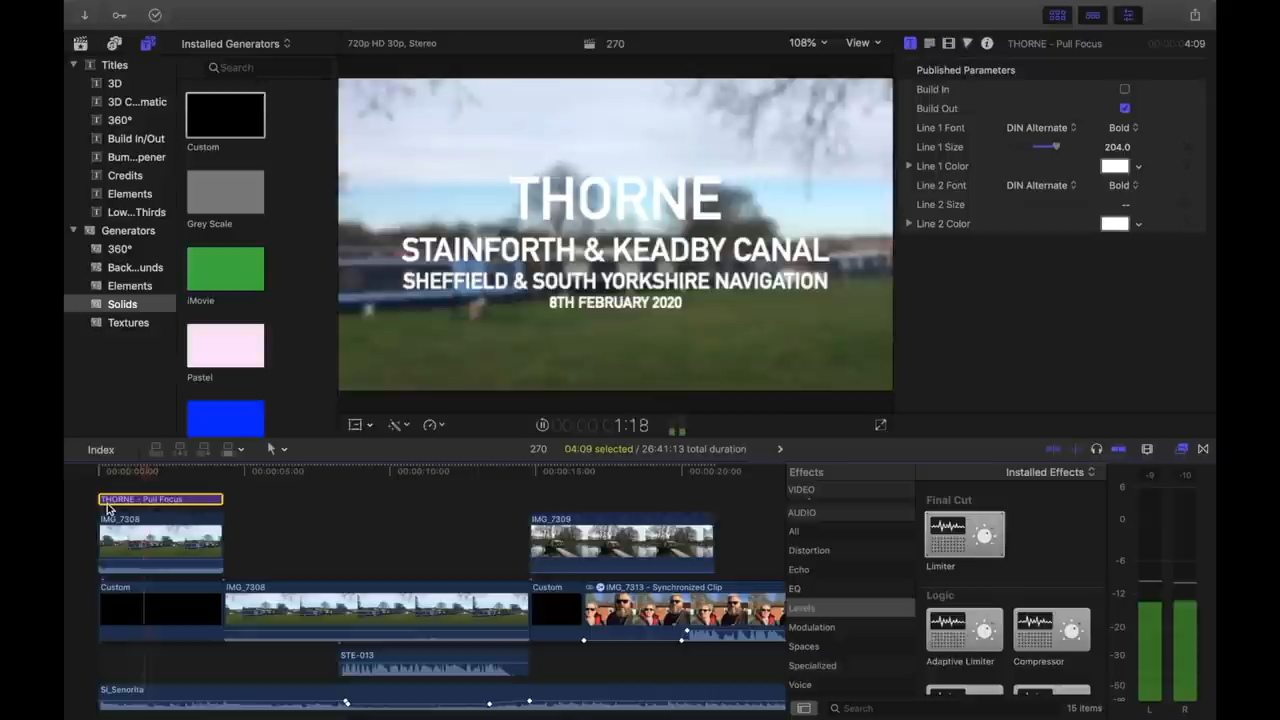 Installed Generators
720p HD 30p, Stereo
270
108%
View
THORNE - Pull Focus
4:09
Titles
3D
3D C...matic
360°
Build In/Out
Bum...pener
Credits
Elements
Low...Thirds
Generators
360°
Back...unds
Elements
Solids
Textures
Search
Custom
Grey Scale
iMovie
Pastel
THORNE
STAINFORTH & KEADBY CANAL
SHEFFIELD & SOUTH YORKSHIRE NAVIGATION
8TH FEBRUARY 2020
Published Parameters
Build In
Build Out
Line 1 Font DIN Alternate Bold
Line 1 Size 204.0
Line 1 Color
Line 2 Font DIN Alternate Bold
Line 2 Size --
Line 2 Color
1:18
Index
270
04:09 selected / 26:41:13 total duration
00:00:00:00
00:00:05:00
00:00:10:00
00:00:15:00
00:00:20:00
THORNE - Pull Focus
IMG_7308
IMG_7309
Custom
IMG_7308
Custom
IMG_7313 - Synchronized Clip
STE-013
Si_Senorita
Effects
Installed Effects
VIDEO
AUDIO
All
Distortion
Echo
EQ
Levels
Modulation
Spaces
Specialized
Voice
Final Cut
Limiter
Logic
Adaptive Limiter
Compressor
Search
15 items
-9 -10
6
0
-6
-12
-20
-30
-50
-∞
L R